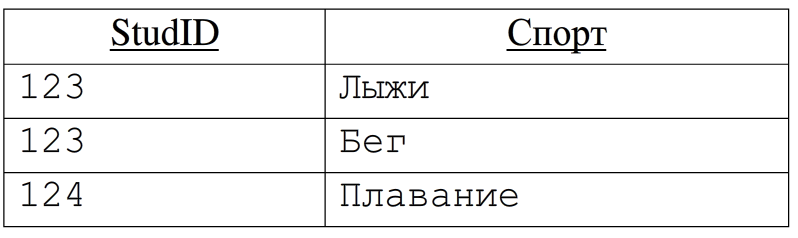 StudID Спорт
123 Лыжи
123 Бег
124 Плавание